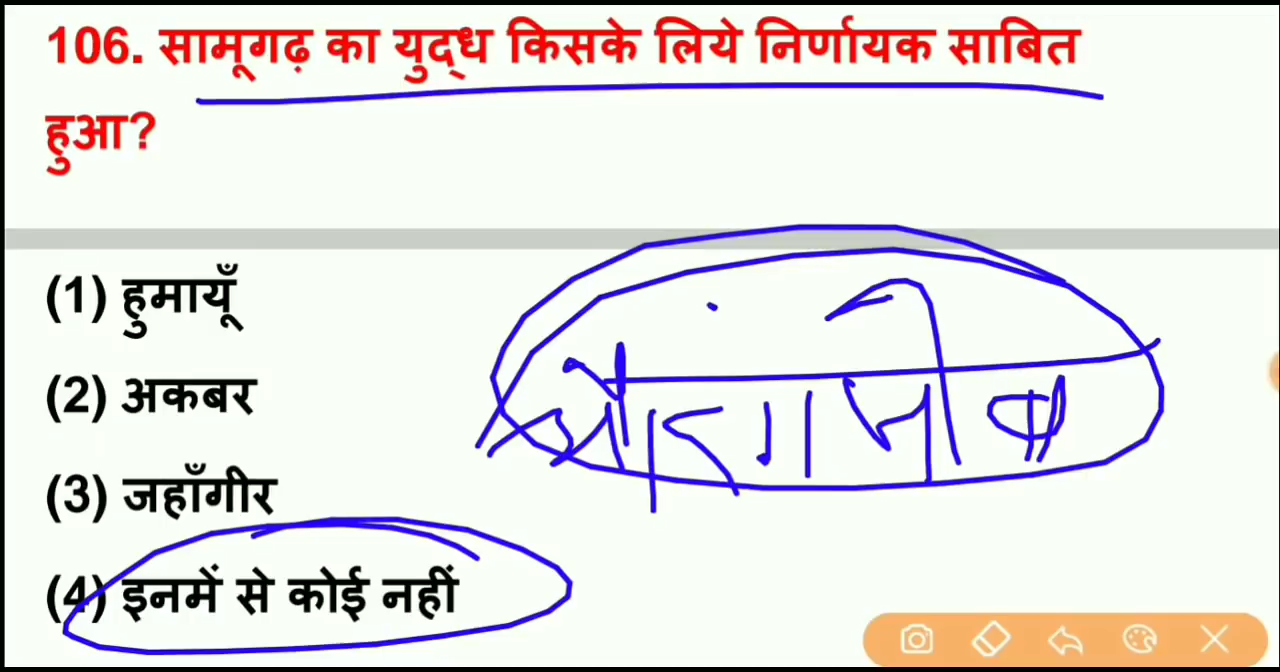 106. सामूगढ़ का युद्ध किसके लिये निर्णायक साबित
हुआ?
(1) हुमायूँ
औरंगजेब
(2) अकबर
(3) जहाँगीर
(4) इनमें से कोई नहीं